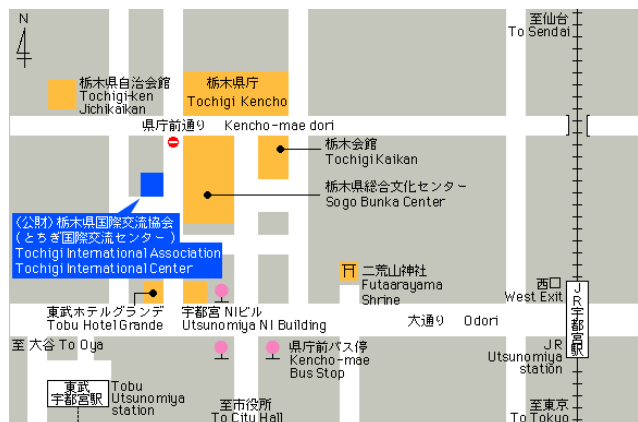 N
至仙台
To Sendai
栃木県自治会館
Tochigi-ken
Jichikaikan
栃木県庁
Tochigi Kencho
県庁前通り Kencho-mae dori
栃木会館
Tochigi Kaikan
栃木県総合文化センター
Sogo Bunka Center
〈公財〉栃木県国際交流協会
(とちぎ国際交流センター)
Tochigi International Association
Tochigi International Center
二荒山神社
Futaarayama
Shrine
西口
West Exit
JR宇都宮駅
東武ホテルグランデ
Tobu Hotel Grande
宇都宮 NIビル
Utsunomiya NI Building
大通り Odori
至 大谷 To Oya
県庁前バス停
Kencho-mae
Bus Stop
JR
Utsunomiya
station
東武
宇都宮駅
Tobu
Utsunomiya
station
至市役所
To City Hall
至東京
To Tokyo